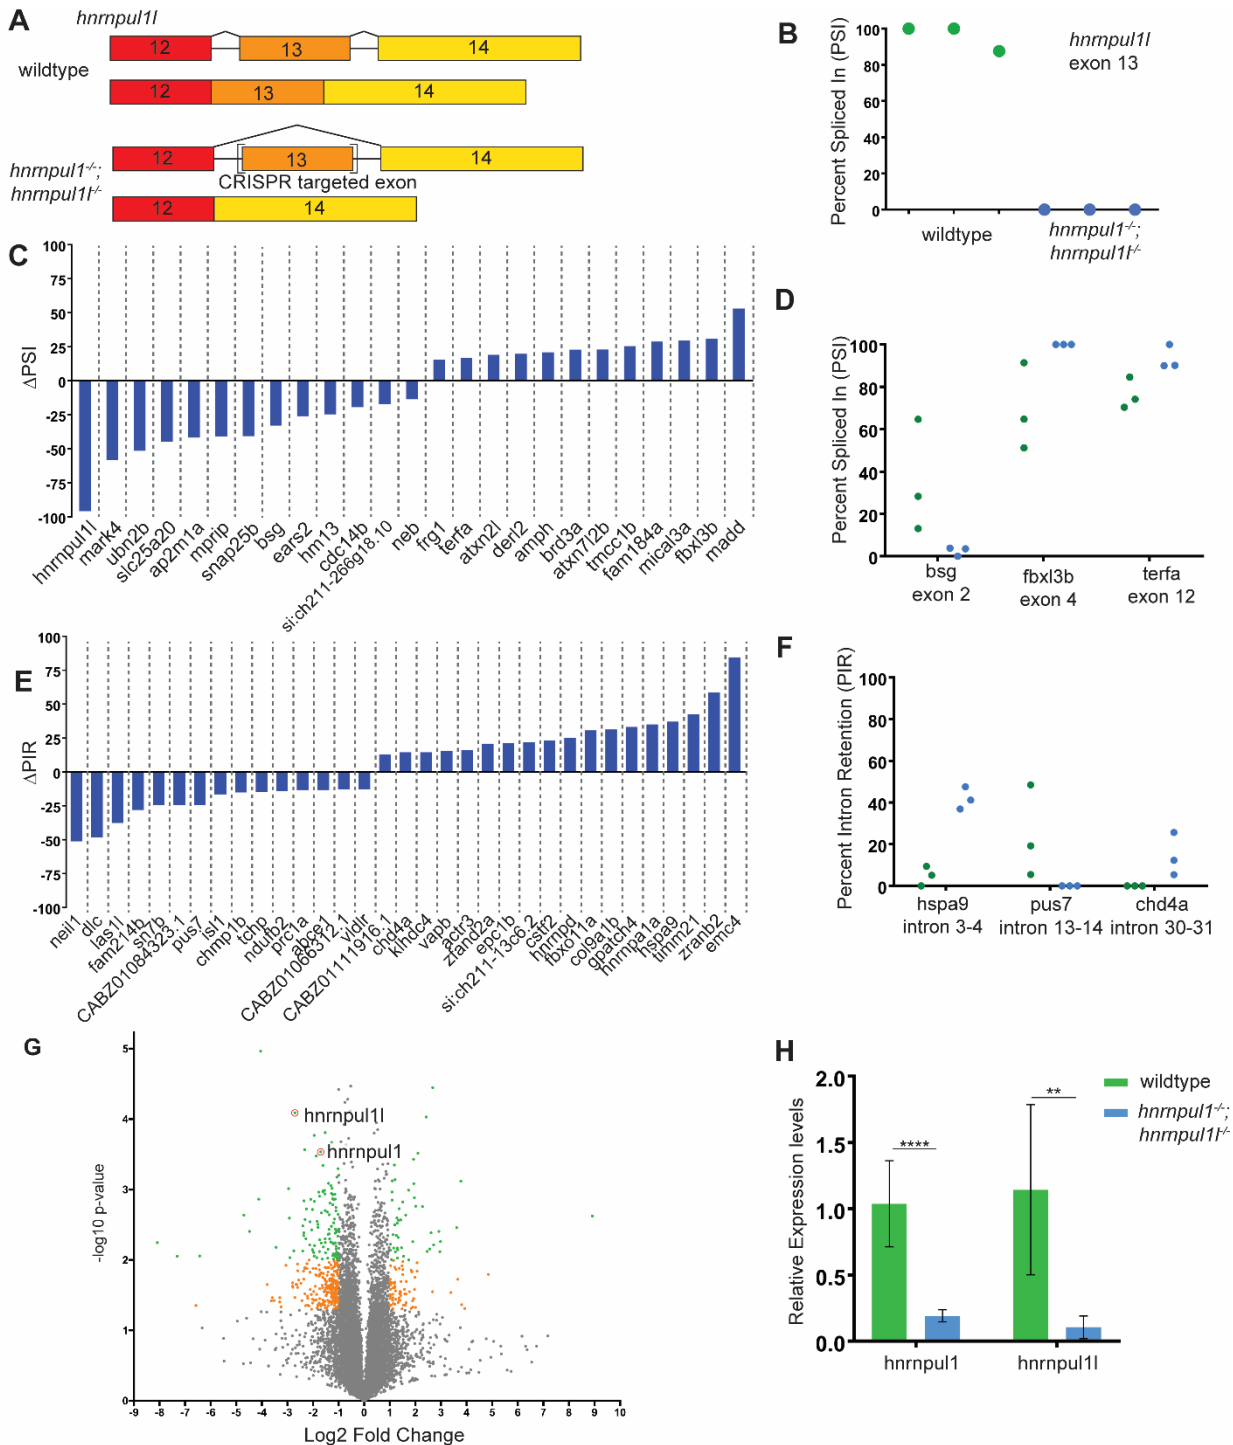 A
hnrnpul1l
wildtype
12
13
14
12
13
14
hnrnpul1-/-;
hnrnpul1l-/-
12
13
14
CRISPR targeted exon
12
14
B
Percent Spliced In (PSI)
100
80
60
40
20
0
hnrnpul1l
exon 13
wildtype
hnrnpul1-/-;
hnrnpul1l-/-
C
ΔPSI
100
75
50
25
0
-25
-50
-75
-100
hnrnpul1l
mark4
ubn2b
slc25a20
ap2m1a
mprip
snap25b
bsg
ears2
hm13
cdc14b
si:ch211-266g18.10
neb
frg1
terfa
atxn2l
derl2
amph
brd3a
atxn7l2b
tmcc1b
fam184a
mical3a
fbxl3b
madd
D
Percent Spliced In (PSI)
100
80
60
40
20
0
bsg
exon 2
fbxl3b
exon 4
terfa
exon 12
E
ΔPIR
100
75
50
25
0
-25
-50
-75
-100
neil1
dlc
las1l
fam214b
sh7b
CABZ01084323.1
pus7
isl1
chmp1b
tchp
ndufb2
prc1a
abce1
CABZ01066312.1
vldlr
CABZ01111916.1
chd4a
klhdc4
vapb
actr3
zfand2a
epc1b
si:ch211-13c6.2
cstf2
hnrnpd
fbxo11a
col9a1b
gpatch4
hnrnpa1a
hspa9
timm21
zranb2
emc4
F
Percent Intron Retention (PIR)
100
80
60
40
20
0
hspa9
intron 3-4
pus7
intron 13-14
chd4a
intron 30-31
G
-log10 p-value
5
4
3
2
1
0
hnrnpul1l
hnrnpul1
-9 -8 -7 -6 -5 -4 -3 -2 -1 0 1 2 3 4 5 6 7 8 9 10
Log2 Fold Change
H
Relative Expression levels
2.0
1.5
1.0
0.5
0.0
****
**
hnrnpul1
hnrnpul1l
wildtype
hnrnpul1-/-;
hnrnpul1l-/-